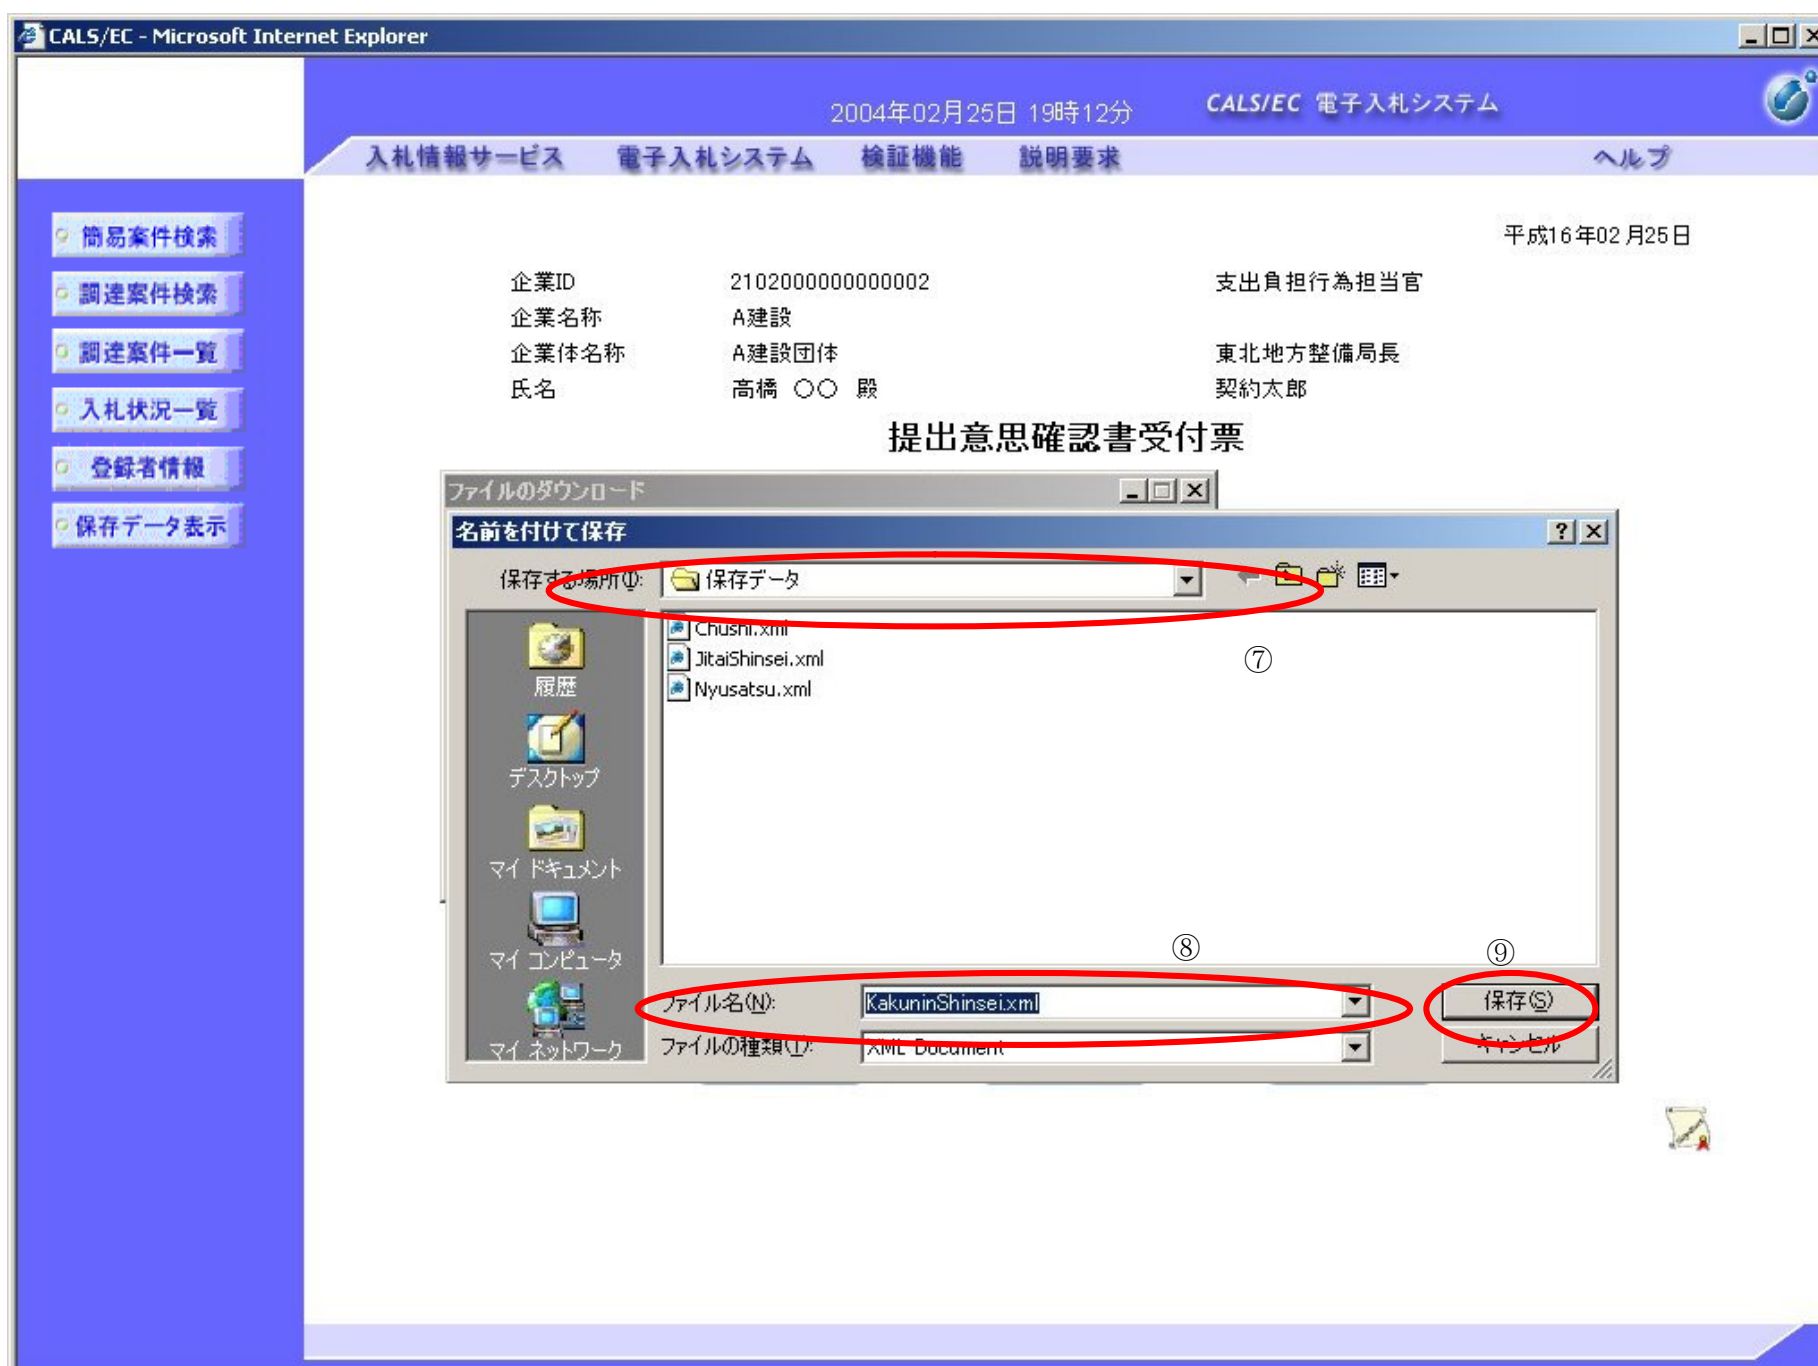 CALS/EC - Microsoft Internet Explorer
2004年02月25日 19時12分
CALS/EC 電子入札システム
入札情報サービス 電子入札システム 検証機能 説明要求 ヘルプ
簡易案件検索
調達案件検索
調達案件一覧
入札状況一覧
登録者情報
保存データ表示
平成16年02月25日
企業ID 2102000000000002 支出負担行為担当官
企業名称 A建設
企業体名称 A建設団体 東北地方整備局長
氏名 高橋 〇〇 殿 契約太郎
提出意思確認書受付票
ファイルのダウンロード
名前を付けて保存
保存する場所(I): 保存データ
Chushi.xml
JitaiShinsei.xml
Nyusatsu.xml
⑦
履歴
デスクトップ
マイ ドキュメント
マイ コンピュータ
マイ ネットワーク
⑧
⑨
ファイル名(N): KakuninShinsei.xml 保存(S)
ファイルの種類(T): XML Document キャンセル